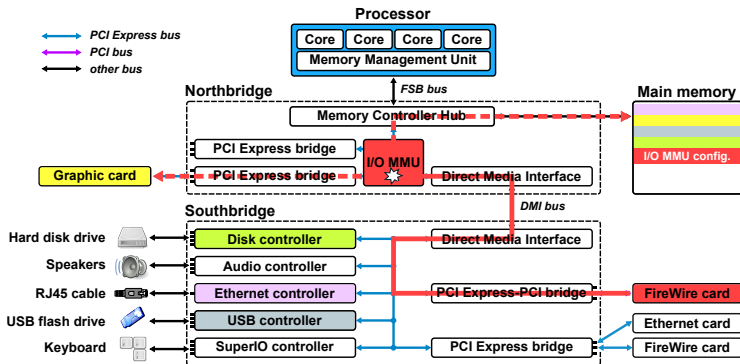 Processor
PCI Express bus
PCI bus
other bus
Core Core Core Core
Memory Management Unit
FSB bus
Northbridge
Main memory
Memory Controller Hub
PCI Express bridge
I/O MMU
I/O MMU config.
Graphic card
PCI Express bridge
Direct Media Interface
DMI bus
Southbridge
Hard disk drive
Disk controller
Direct Media Interface
Speakers
Audio controller
RJ45 cable
Ethernet controller
PCI Express-PCI bridge
FireWire card
USB flash drive
USB controller
Ethernet card
Keyboard
SuperIO controller
PCI Express bridge
FireWire card